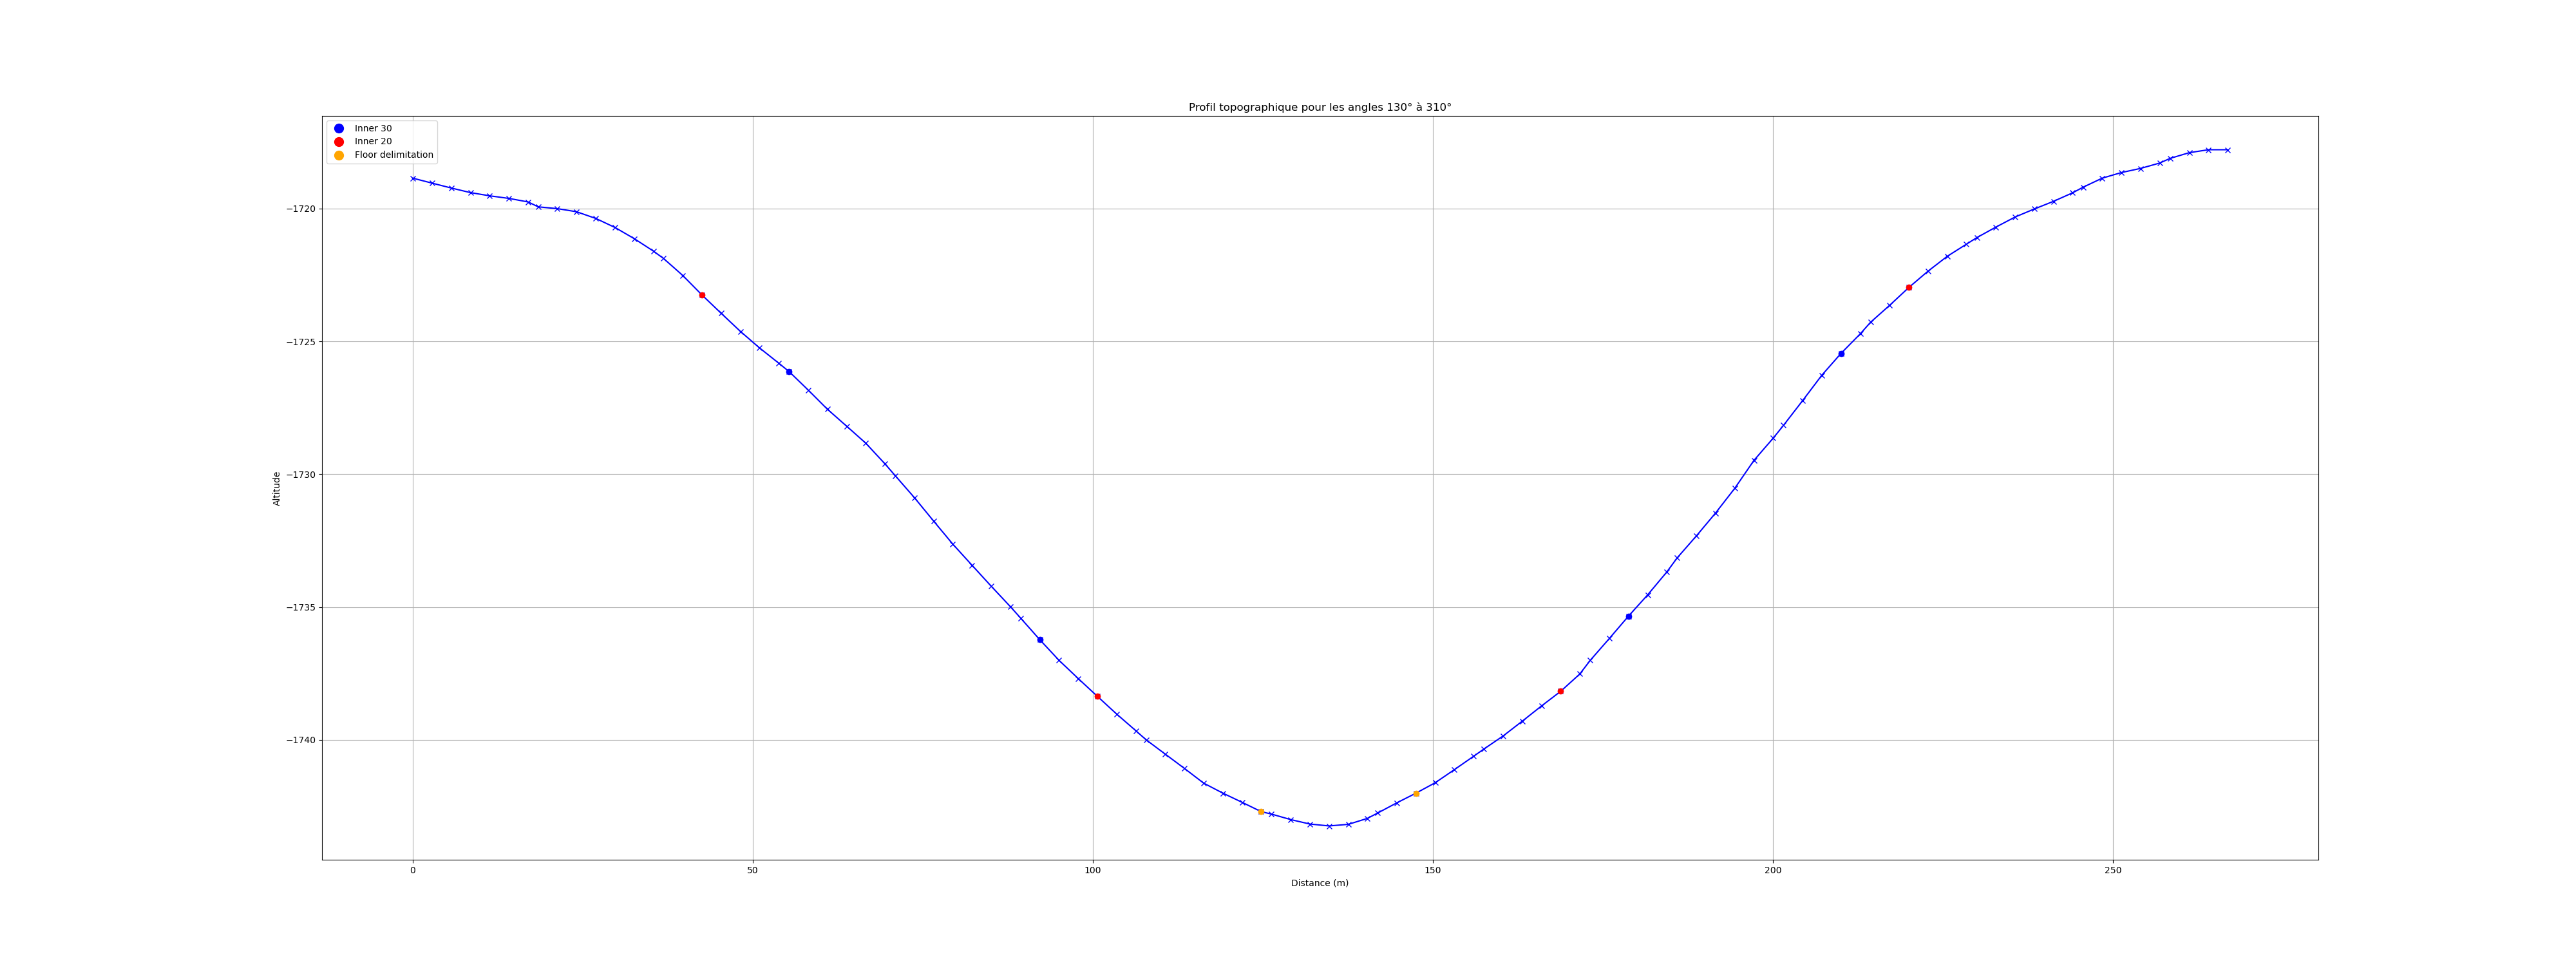 Profil topographique pour les angles 130° à 310°
Inner 30
Inner 20
Floor delimitation
−1720
−1725
−1730
−1735
−1740
Altitude
0 50 100 150 200 250
Distance (m)